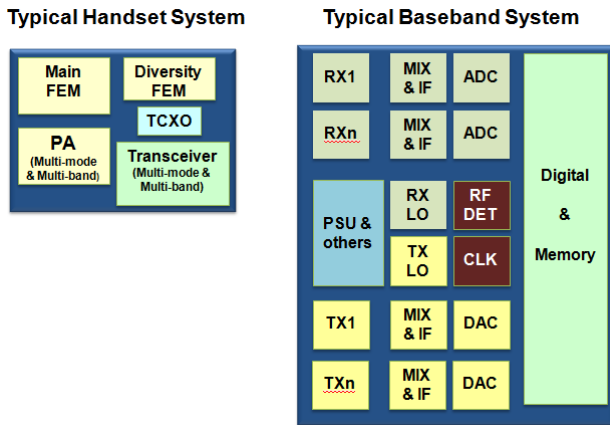 Typical Handset System
Main
FEM
Diversity
FEM
TCXO
PA
(Multi-mode
& Multi-band)
Transceiver
(Multi-mode &
Multi-band)
Typical Baseband System
RX1
MIX
& IF
ADC
RXn
MIX
& IF
ADC
PSU &
others
RX
LO
RF
DET
TX
LO
CLK
TX1
MIX
& IF
DAC
TXn
MIX
& IF
DAC
Digital
&
Memory